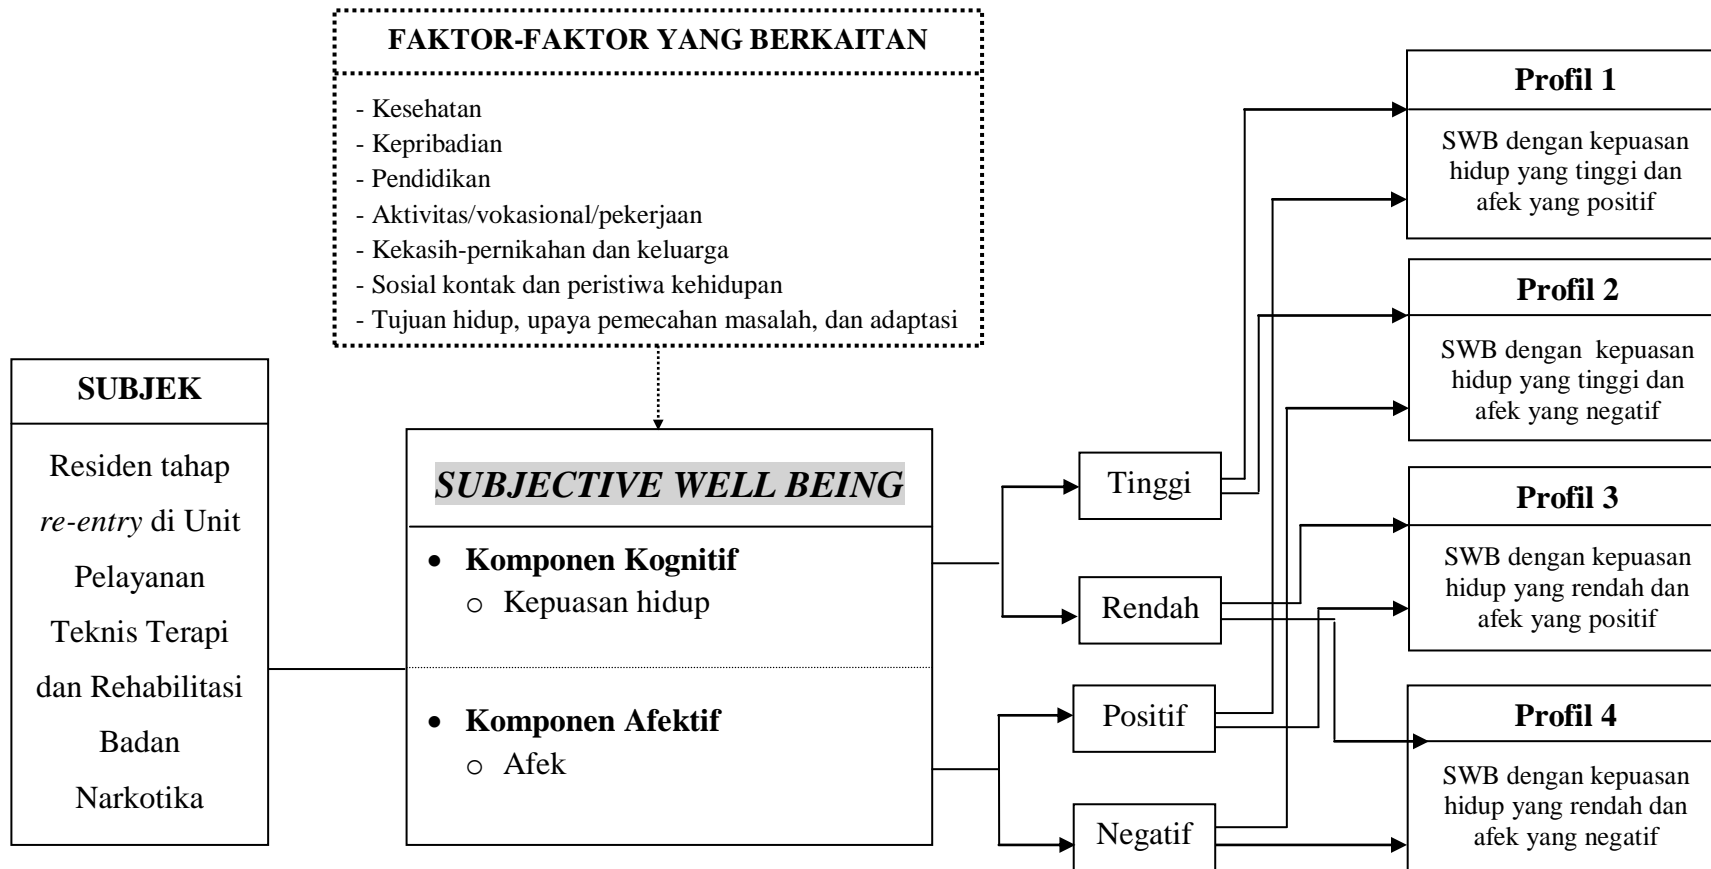 FAKTOR-FAKTOR YANG BERKAITAN
- Kesehatan
- Kepribadian
- Pendidikan
- Aktivitas/vokasional/pekerjaan
- Kekasih-pernikahan dan keluarga
- Sosial kontak dan peristiwa kehidupan
- Tujuan hidup, upaya pemecahan masalah, dan adaptasi
SUBJEK
Residen tahap
re-entry di Unit
Pelayanan
Teknis Terapi
dan Rehabilitasi
Badan
Narkotika
SUBJECTIVE WELL BEING
• Komponen Kognitif
o Kepuasan hidup
• Komponen Afektif
o Afek
Tinggi
Rendah
Positif
Negatif
Profil 1
SWB dengan kepuasan
hidup yang tinggi dan
afek yang positif
Profil 2
SWB dengan kepuasan
hidup yang tinggi dan
afek yang negatif
Profil 3
SWB dengan kepuasan
hidup yang rendah dan
afek yang positif
Profil 4
SWB dengan kepuasan
hidup yang rendah dan
afek yang negatif